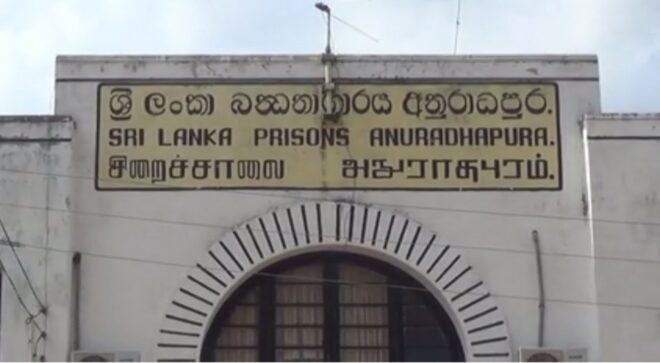 ශ්‍රී ලංකා බන්ධනාගාරය අනුරාධපුර.
SRI LANKA PRISONS ANURADHAPURA.
சிறைச்சாலை அநுராதபுரம்.